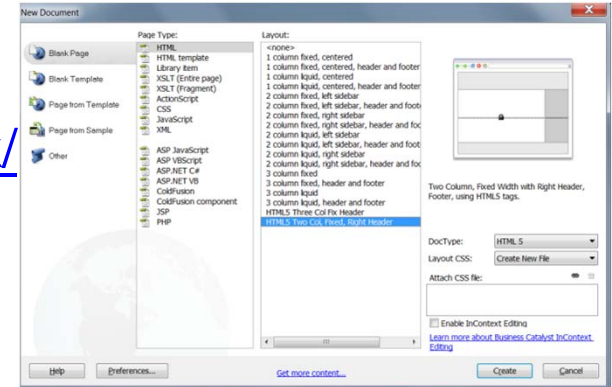 New Document
Blank Page
Blank Template
Page from Template
Page from Sample
Other
/
Page Type:
HTML
HTML template
Library item
XSLT (Entire page)
XSLT (Fragment)
ActionScript
CSS
JavaScript
XML
ASP JavaScript
ASP VBScript
ASP.NET C#
ASP.NET VB
ColdFusion
ColdFusion component
JSP
PHP
Layout:
<none>
1 column fixed, centered
1 column fixed, centered, header and footer
1 column liquid, centered
1 column liquid, centered, header and footer
2 column fixed, left sidebar
2 column fixed, left sidebar, header and foot
2 column fixed, right sidebar
2 column fixed, right sidebar, header and foo
2 column liquid, left sidebar
2 column liquid, left sidebar, header and foot
2 column liquid, right sidebar
2 column liquid, right sidebar, header and foo
3 column fixed
3 column fixed, header and footer
3 column liquid
3 column liquid, header and footer
HTML5 Three Col Fix Header
HTML5 Two Col, Fixed, Right Header
Two Column, Fixed Width with Right Header,
Footer, using HTML5 tags.
DocType: HTML 5
Layout CSS: Create New File
Attach CSS file:
Enable InContext Editing
Learn more about Business Catalyst InContext
Editing
Help
Preferences...
Get more content...
Create
Cancel